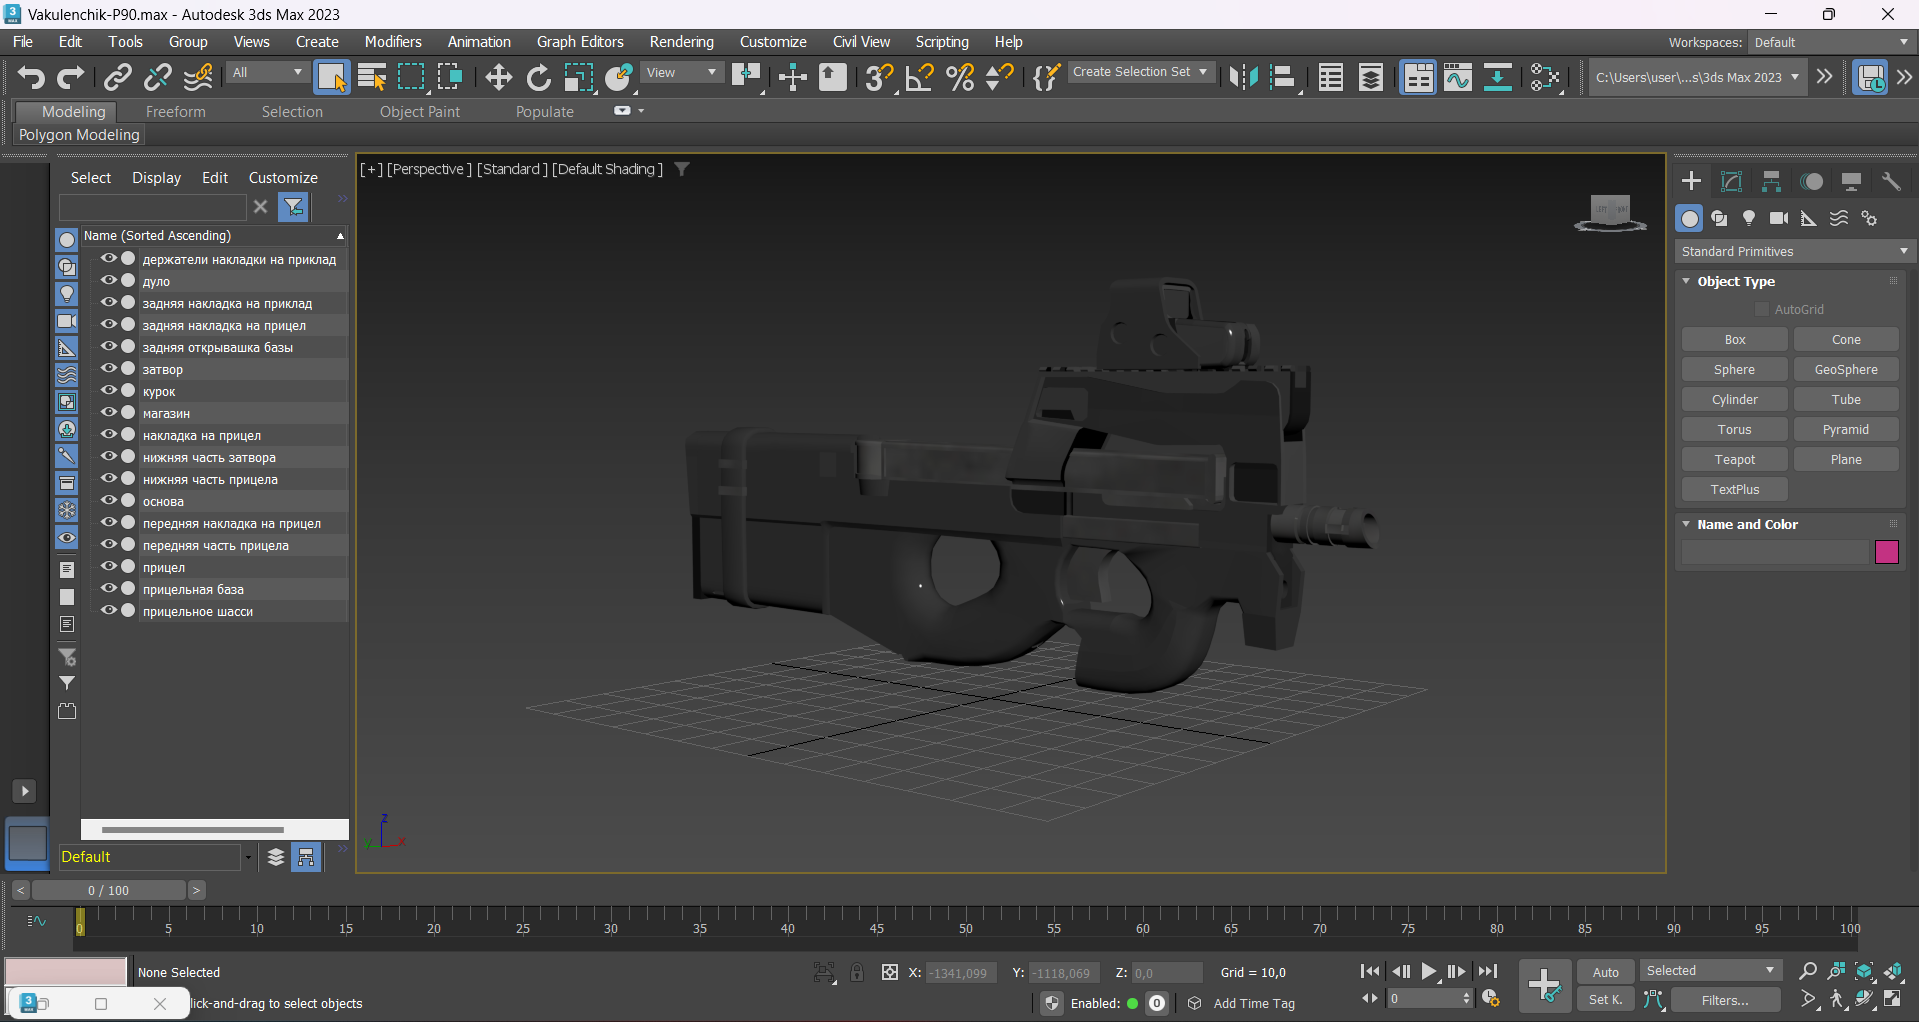 Vakulenchik-P90.max - Autodesk 3ds Max 2023
File Edit Tools Group Views Create Modifiers Animation Graph Editors Rendering Customize Civil View Scripting Help
Workspaces: Default
All
View
Create Selection Set
C:\Users\user\...s\3ds Max 2023
Modeling Freeform Selection Object Paint Populate
Polygon Modeling
Select Display Edit Customize
Name (Sorted Ascending)
держатели накладки на приклад
дуло
задняя накладка на приклад
задняя накладка на прицел
задняя открывашка базы
затвор
курок
магазин
накладка на прицел
нижняя часть затвора
нижняя часть прицела
основа
передняя накладка на прицел
передняя часть прицела
прицел
прицельная база
прицельное шасси
Default
[+] [Perspective ] [Standard ] [Default Shading ]
z
x
Standard Primitives
Object Type
AutoGrid
Box Cone
Sphere GeoSphere
Cylinder Tube
Torus Pyramid
Teapot Plane
TextPlus
Name and Color
< 0 / 100 >
0 5 10 15 20 25 30 35 40 45 50 55 60 65 70 75 80 85 90 95 100
None Selected
X: -1341,099 Y: -1118,069 Z: 0,0 Grid = 10,0
Auto Selected
lick-and-drag to select objects
Enabled: 0 Add Time Tag
0
Set K. Filters...